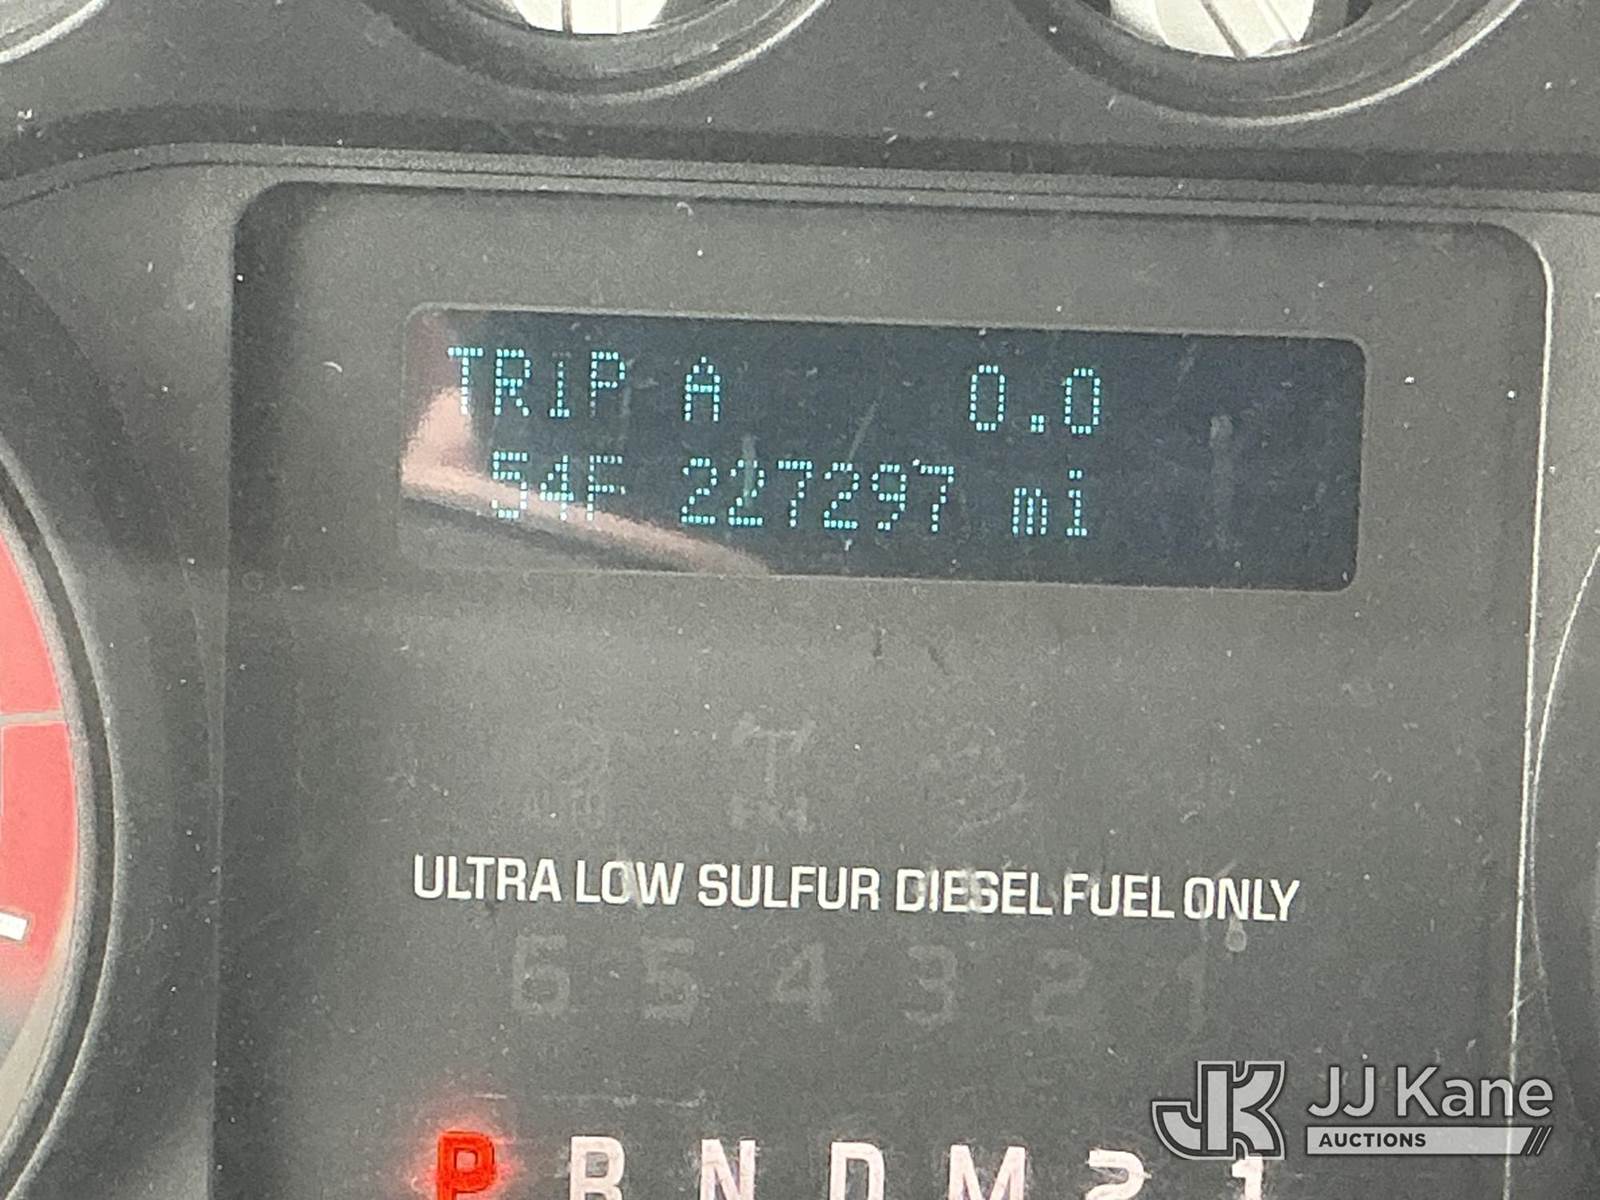 TRIP A 0.0
54F 227297 mi
ULTRA LOW SULFUR DIESEL FUEL ONLY
6 5 4 3 2 1
P R N D M 2 1
JK JJ Kane
AUCTIONS